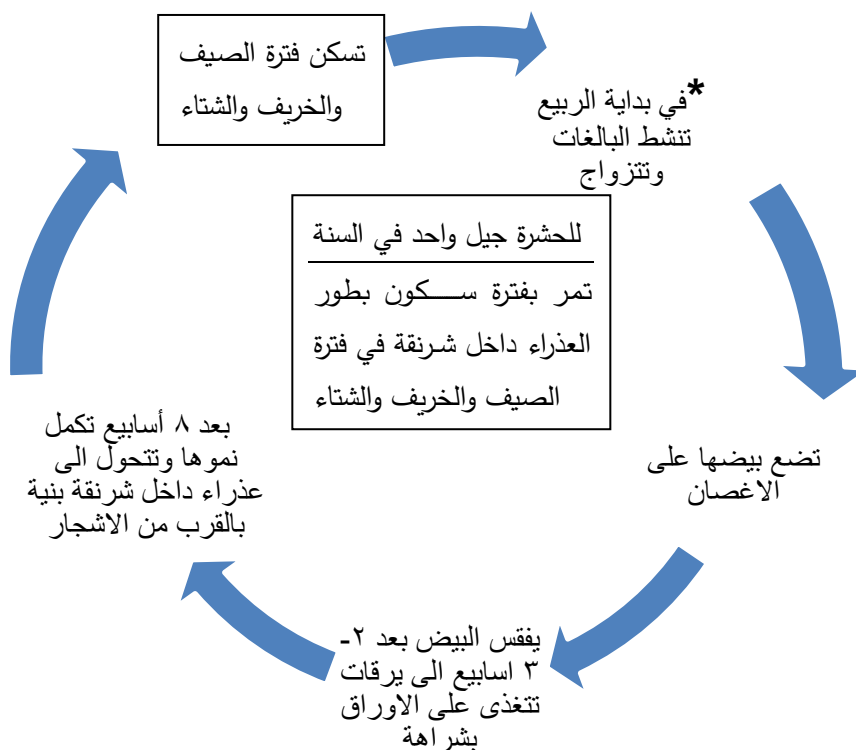 تسكن فترة الصيف
والخريف والشتاء
*في بداية الربيع
تنشط البالغات
وتتزواج
للحشرة جيل واحد في السنة
تمر بفترة ســكون بطور
العذراء داخل شرنقة في فترة
الصيف والخريف والشتاء
تضع بيضها على
الاغصان
يفقس البيض بعد ٢-
٣ اسابيع الى يرقات
تتغذى على الاوراق
بشراهة
بعد ٨ أسابيع تكمل
نموها وتتحول الى
عذراء داخل شرنقة بنية
بالقرب من الاشجار